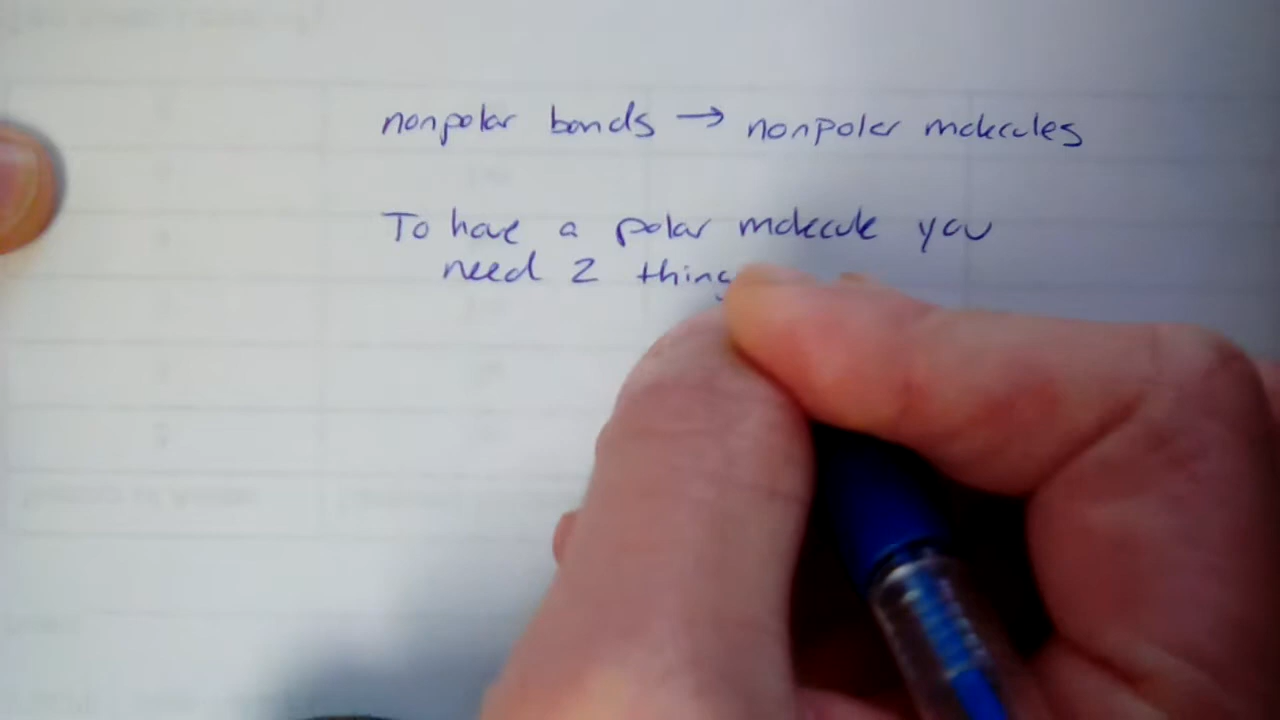 nonpolar bonds → nonpolar molecules
To have a polar molecule you
need 2 thing